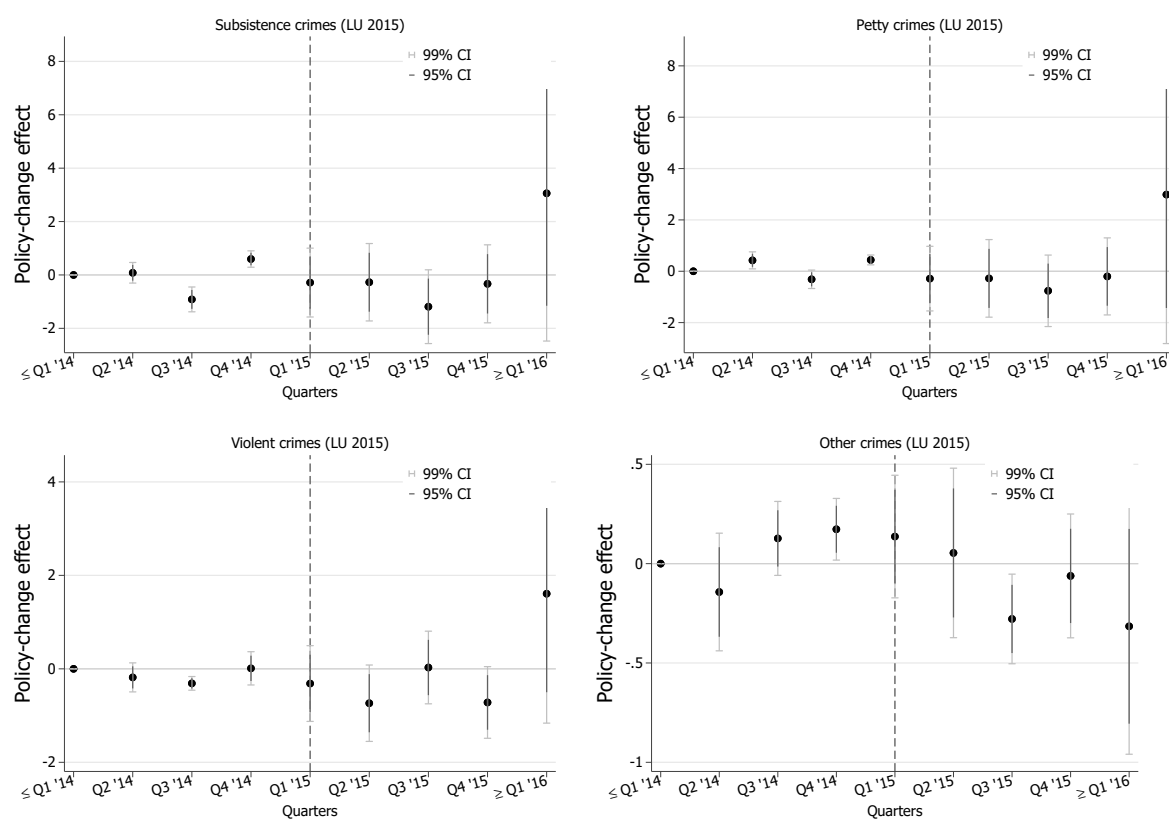 Subsistence crimes (LU 2015)
99% CI
95% CI
Policy-change effect
8
6
4
2
0
-2
≤ Q1 '14
Q2 '14
Q3 '14
Q4 '14
Q1 '15
Q2 '15
Q3 '15
Q4 '15
≥ Q1 '16
Quarters
Petty crimes (LU 2015)
99% CI
95% CI
Policy-change effect
8
6
4
2
0
-2
≤ Q1 '14
Q2 '14
Q3 '14
Q4 '14
Q1 '15
Q2 '15
Q3 '15
Q4 '15
≥ Q1 '16
Quarters
Violent crimes (LU 2015)
99% CI
95% CI
Policy-change effect
4
2
0
-2
≤ Q1 '14
Q2 '14
Q3 '14
Q4 '14
Q1 '15
Q2 '15
Q3 '15
Q4 '15
≥ Q1 '16
Quarters
Other crimes (LU 2015)
99% CI
95% CI
Policy-change effect
.5
0
-.5
-1
≤ Q1 '14
Q2 '14
Q3 '14
Q4 '14
Q1 '15
Q2 '15
Q3 '15
Q4 '15
≥ Q1 '16
Quarters